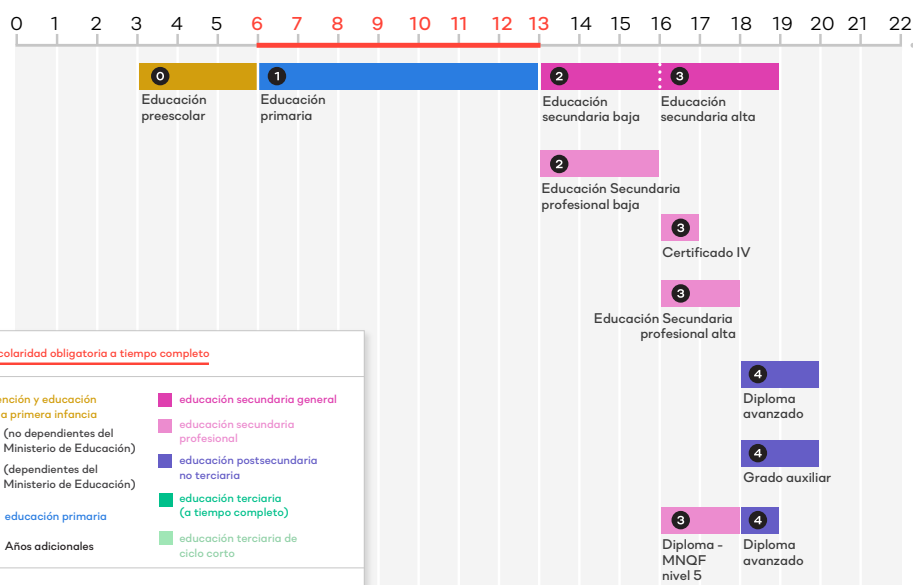 0 1 2 3 4 5 6 7 8 9 10 11 12 13 14 15 16 17 18 19 20 21 22
0 1 2 3
Educación
preescolar
Educación
primaria
Educación
secundaria baja
Educación
secundaria alta
2
Educación Secundaria
profesional baja
3
Certificado IV
3
Educación Secundaria
profesional alta
4
Diploma
avanzado
4
Grado auxiliar
3 4
Diploma -
MNQF
nivel 5
Diploma
avanzado
colaridad obligatoria a tiempo completo
ención y educación
a primera infancia
(no dependientes del
Ministerio de Educación)
(dependientes del
Ministerio de Educación)
educación primaria
Años adicionales
educación secundaria general
educación secundaria
profesional
educación postsecundaria
no terciaria
educación terciaria
(a tiempo completo)
educación terciaria de
ciclo corto